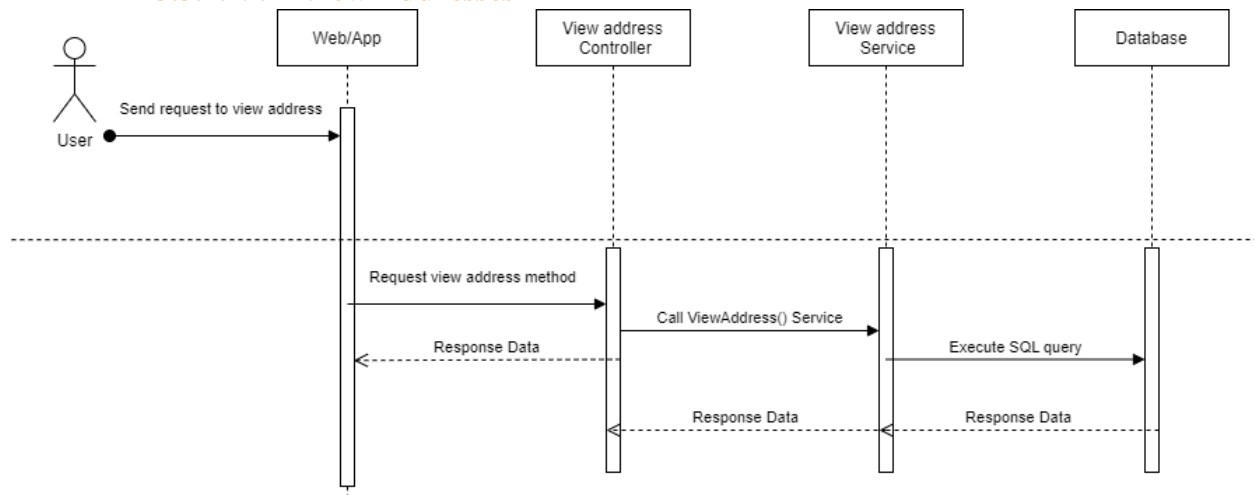 Web/App
View address
Controller
View address
Service
Database
Send request to view address
User
Request view address method
Call ViewAddress() Service
Response Data
Execute SQL query
Response Data
Response Data